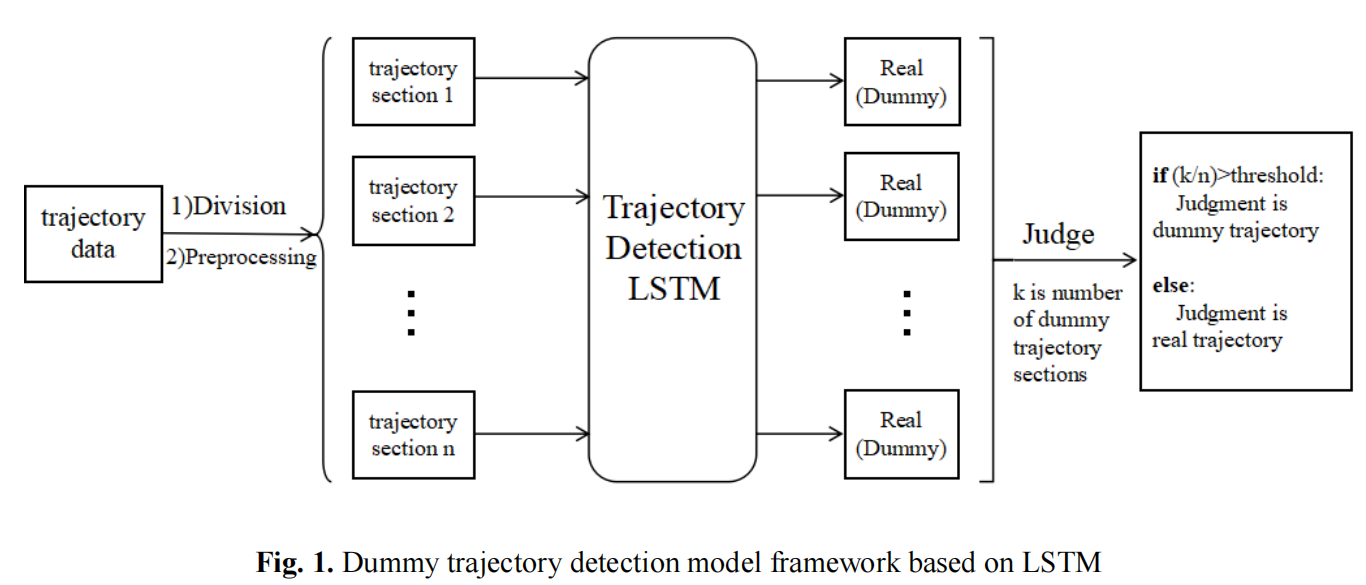 trajectory
data
1)Division
2)Preprocessing
trajectory
section 1
trajectory
section 2
trajectory
section n
Trajectory
Detection
LSTM
Real
(Dummy)
Real
(Dummy)
Real
(Dummy)
Judge
k is number
of dummy
trajectory
sections
if (k/n)>threshold:
Judgment is
dummy trajectory
else:
Judgment is
real trajectory
Fig. 1. Dummy trajectory detection model framework based on LSTM